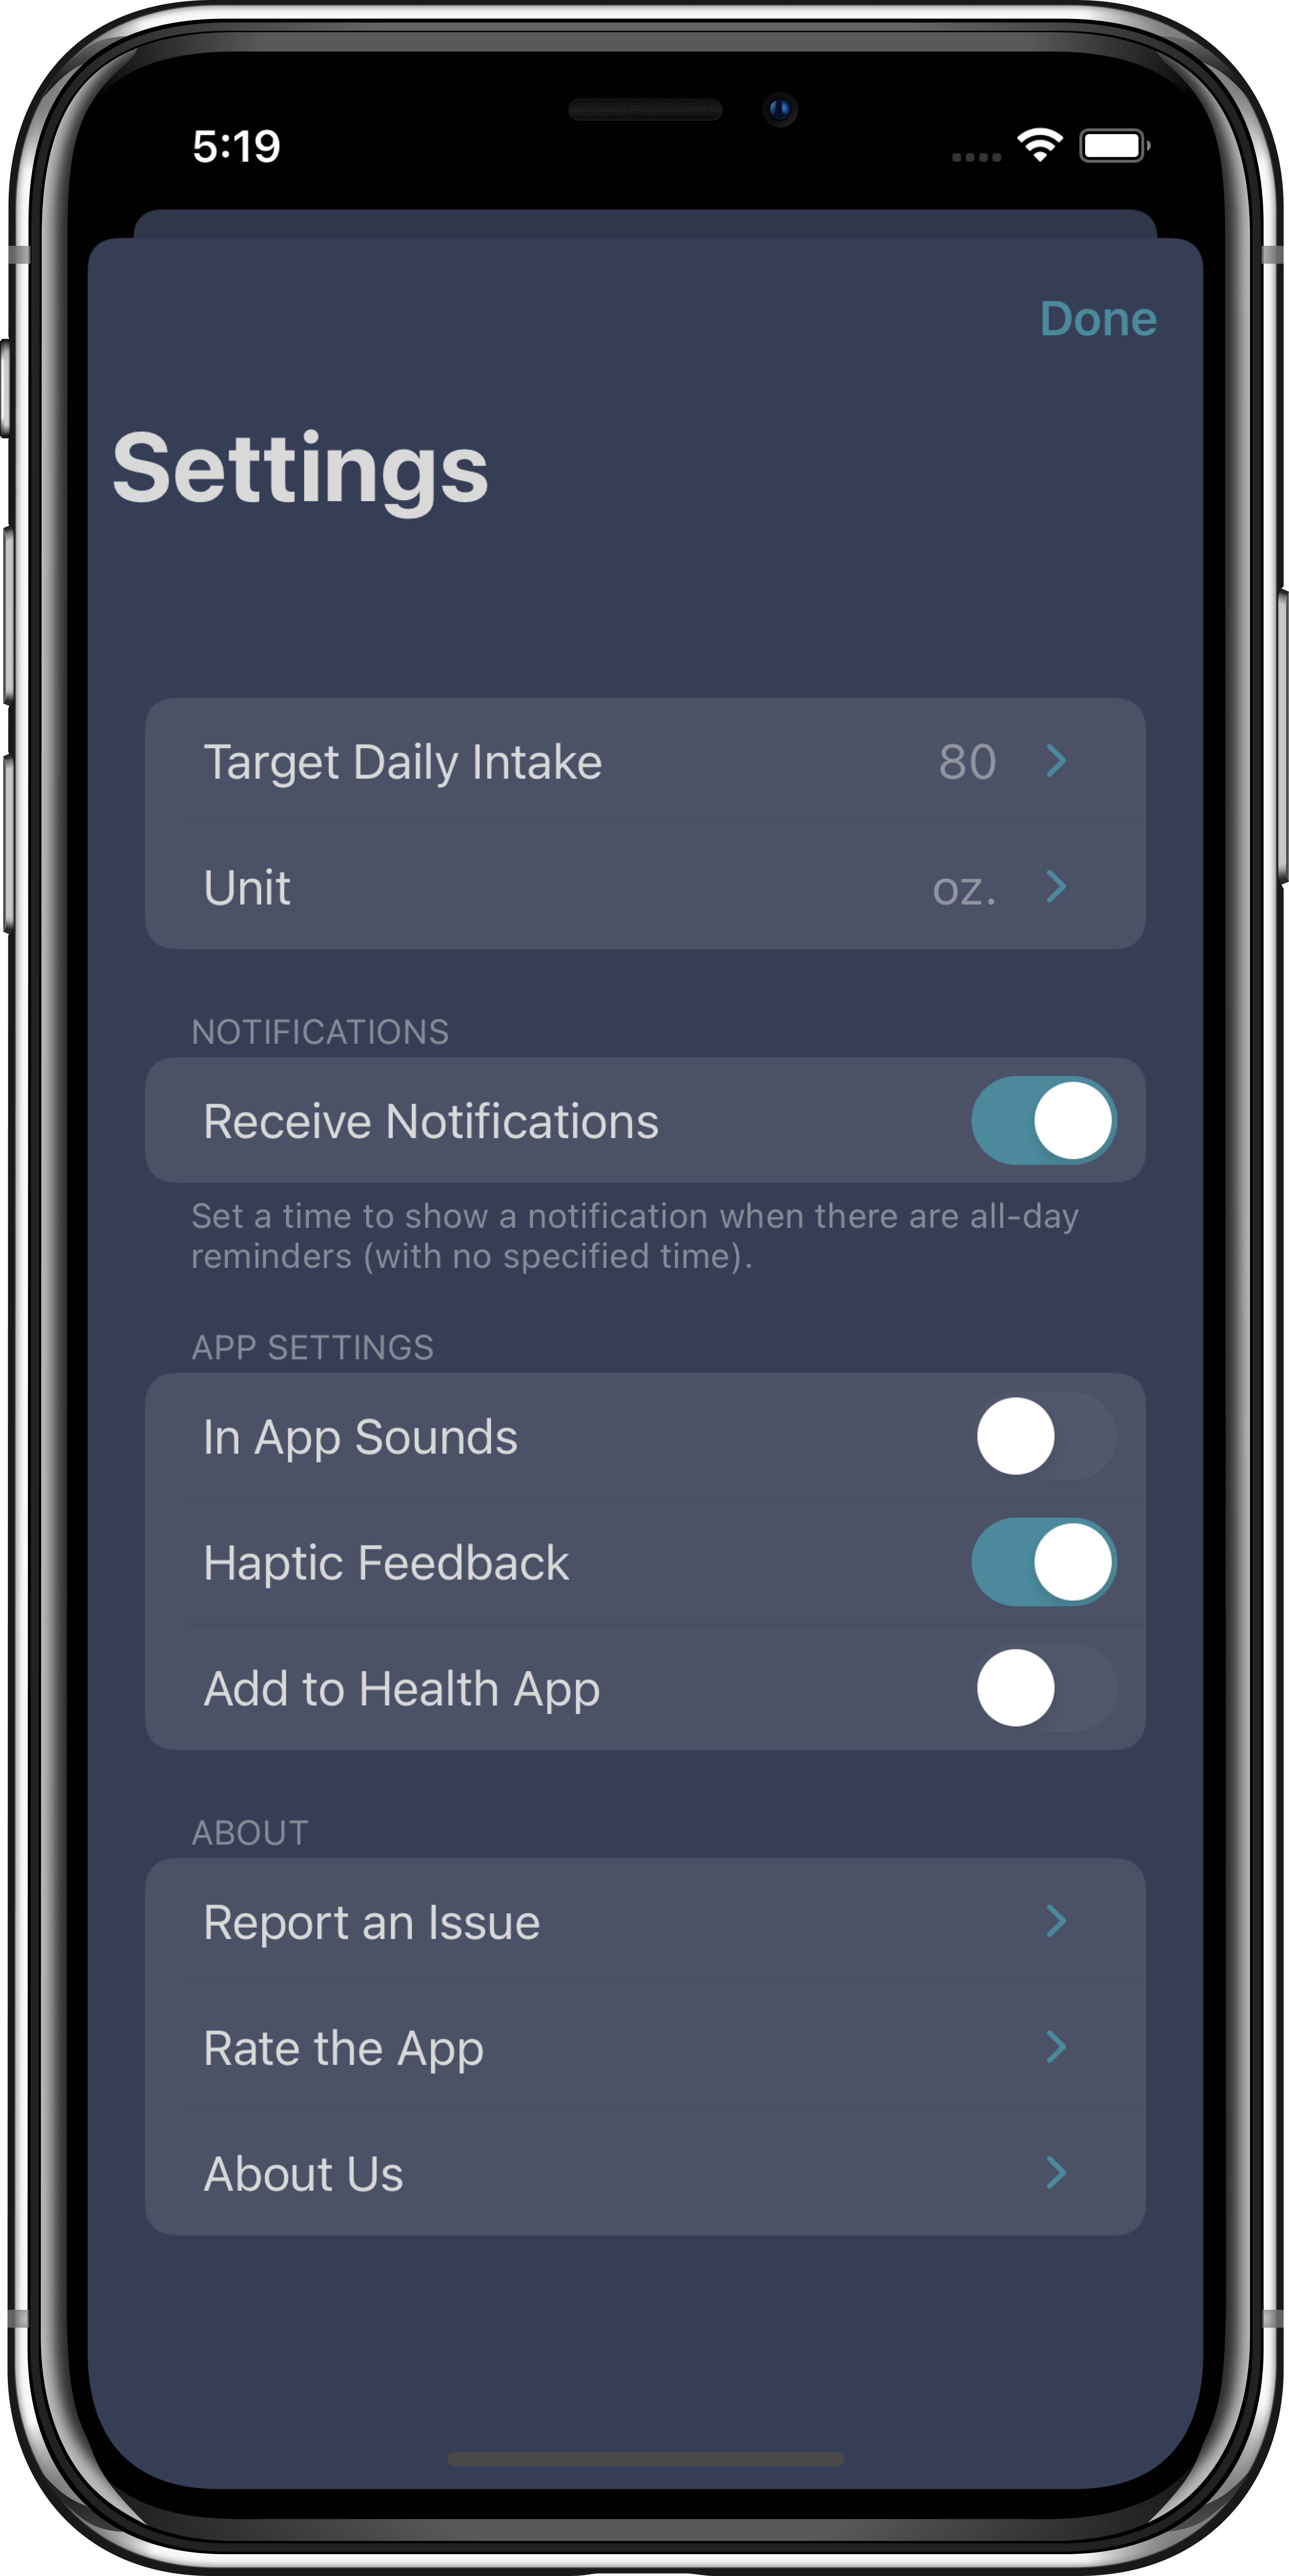 5:19
Done
Settings
Target Daily Intake 80
Unit oz.
NOTIFICATIONS
Receive Notifications
Set a time to show a notification when there are all-day
reminders (with no specified time).
APP SETTINGS
In App Sounds
Haptic Feedback
Add to Health App
ABOUT
Report an Issue
Rate the App
About Us